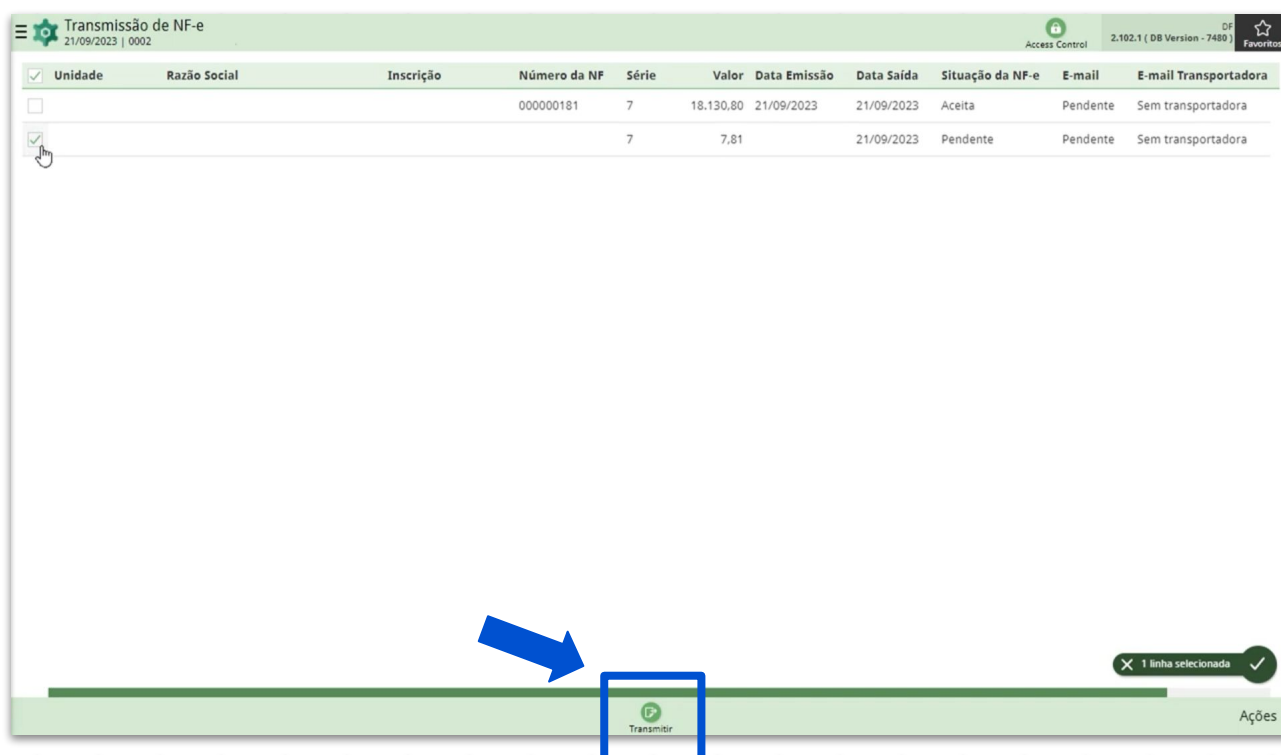 Transmissão de NF-e
21/09/2023 | 0002
Access Control
DF
2.102.1 ( DB Version - 7480 )
Favoritos
Unidade Razão Social Inscrição Número da NF Série Valor Data Emissão Data Saída Situação da NF-e E-mail E-mail Transportadora
000000181 7 18.130,80 21/09/2023 21/09/2023 Aceita Pendente Sem transportadora
7 7,81 21/09/2023 Pendente Pendente Sem transportadora
1 linha selecionada
Transmitir
Ações